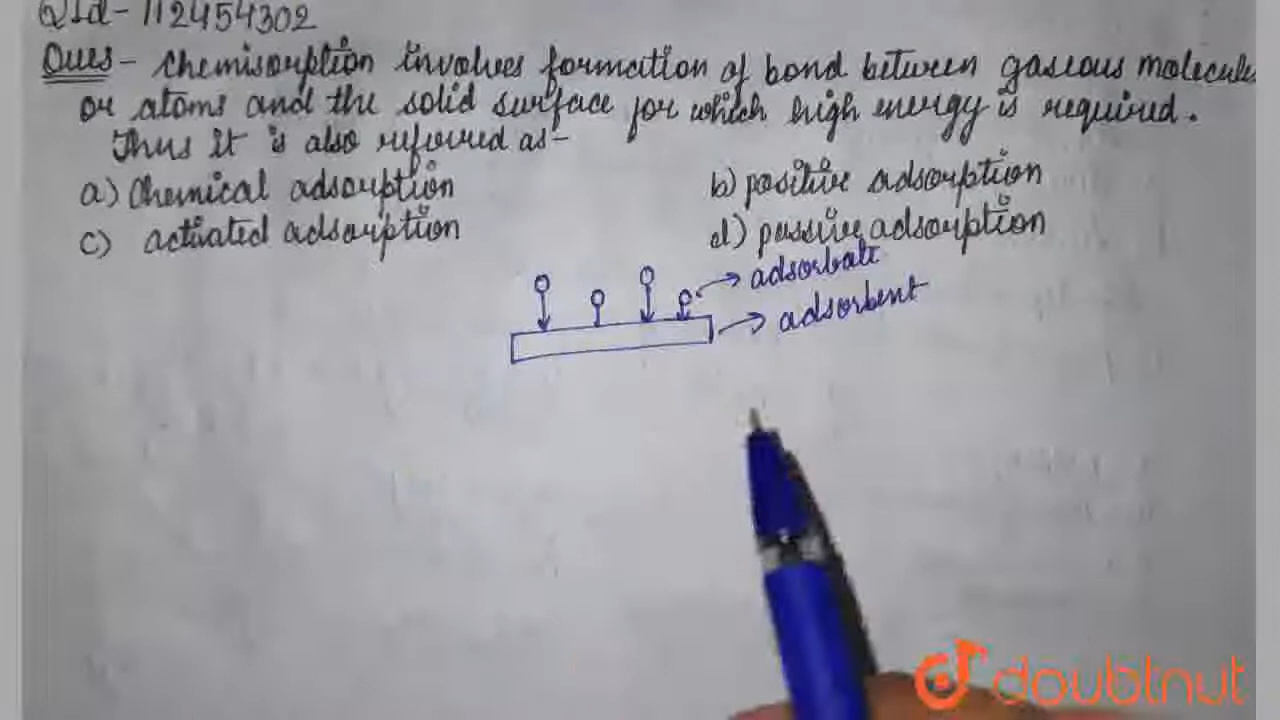 QId- 112454302
Ques - Chemisorption involves formation of bond between gaseous molecules
or atoms and the solid surface for which high energy is required.
Thus it is also referred as-
a) Chemical adsorption b) positive adsorption
c) activated adsorption d) passive adsorption
adsorbate
adsorbent
doubtnut